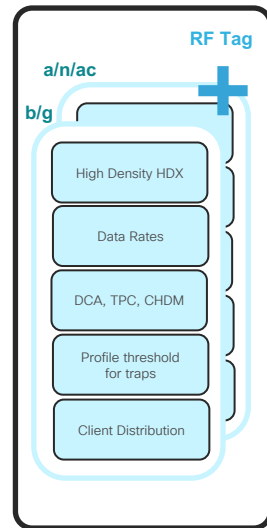 RF Tag
a/n/ac
b/g
High Density HDX
Data Rates
DCA, TPC, CHDM
Profile threshold
for traps
Client Distribution